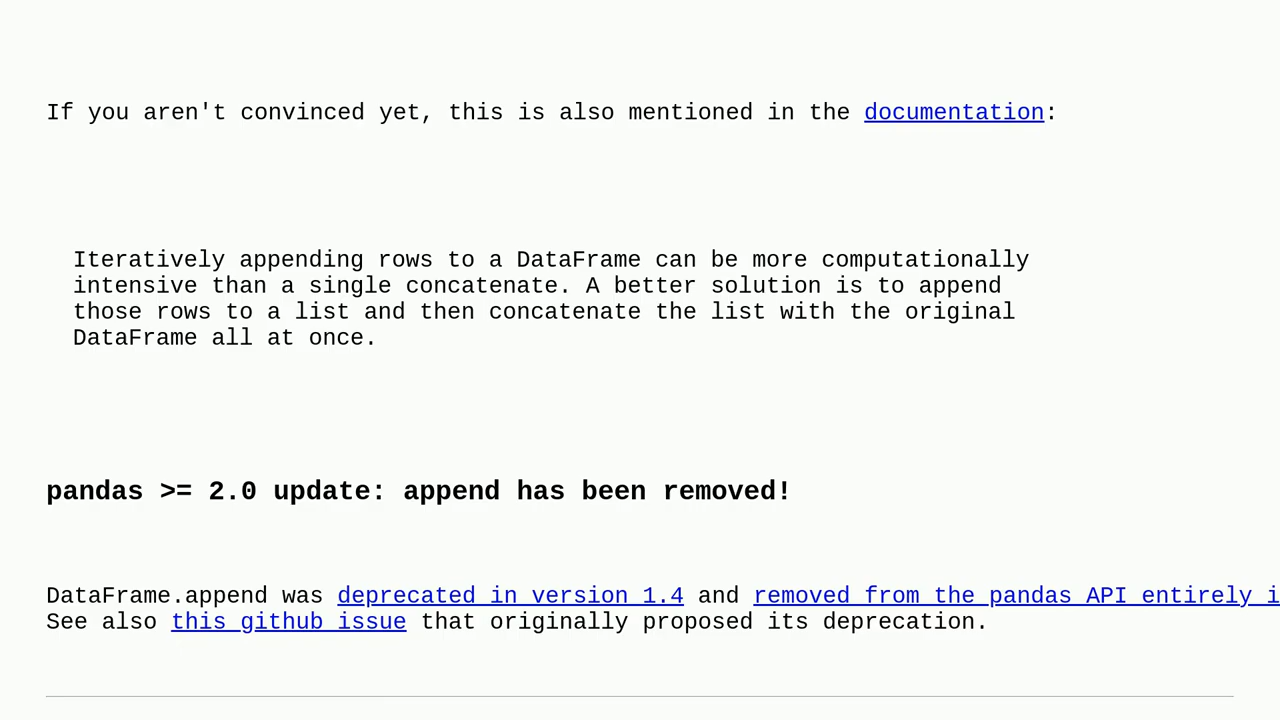 If you aren't convinced yet, this is also mentioned in the documentation:
Iteratively appending rows to a DataFrame can be more computationally
intensive than a single concatenate. A better solution is to append
those rows to a list and then concatenate the list with the original
DataFrame all at once.
pandas >= 2.0 update: append has been removed!
DataFrame.append was deprecated in version 1.4 and removed from the pandas API entirely i
See also this github issue that originally proposed its deprecation.